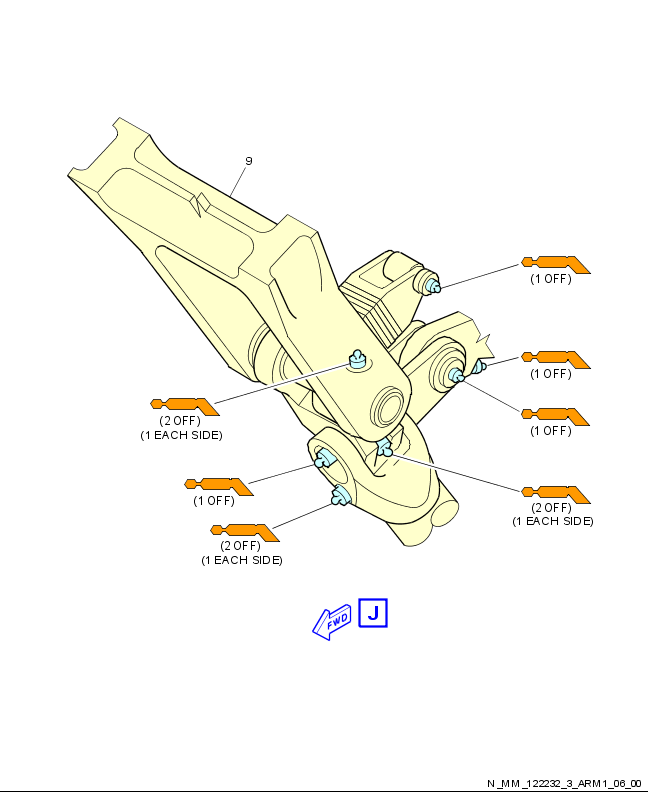 9
(1 OFF)
(1 OFF)
(2 OFF)
(1 EACH SIDE)
(1 OFF)
(1 OFF)
(2 OFF)
(1 EACH SIDE)
(2 OFF)
(1 EACH SIDE)
FWD
J
N_MM_122232_3_ARM1_06_00